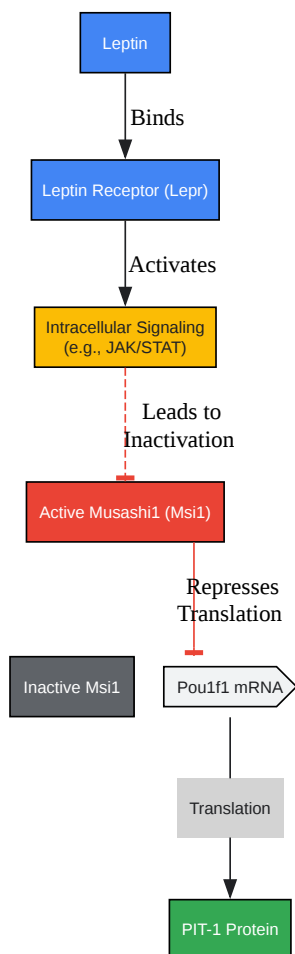 Leptin
Binds
Leptin Receptor (Lepr)
Activates
Intracellular Signaling
(e.g., JAK/STAT)
Leads to
Inactivation
Active Musashi1 (Msi1)
Represses
Translation
Inactive Msi1
Pou1f1 mRNA
Translation
PIT-1 Protein